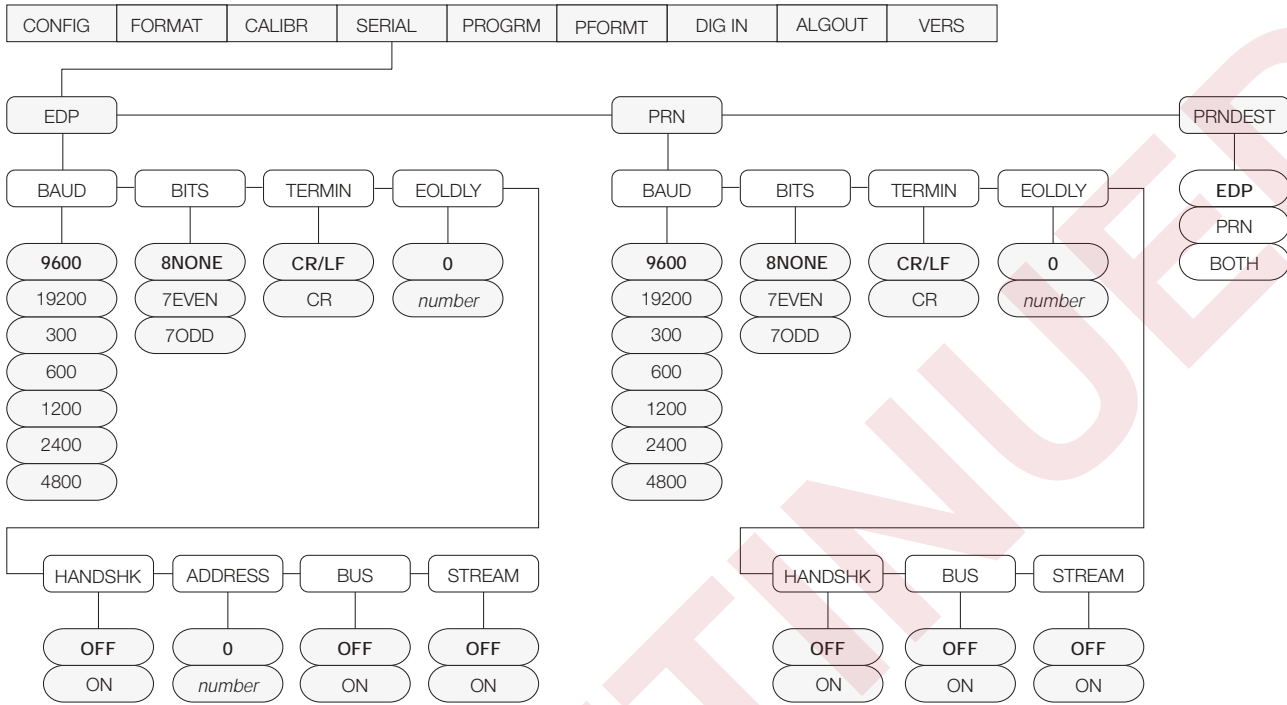 CONFIG FORMAT CALIBR SERIAL PROGRM PFORMT DIG IN ALGOUT VERS
EDP PRN PRNDEST
BAUD BITS TERMIN EOLDLY BAUD BITS TERMIN EOLDLY EDP
PRN
BOTH
9600 8NONE CR/LF 0 9600 8NONE CR/LF 0
19200 7EVEN CR number 19200 7EVEN CR number
300 7ODD 300 7ODD
600 600
1200 1200
2400 2400
4800 4800
HANDSHK ADDRESS BUS STREAM HANDSHK BUS STREAM
OFF 0 OFF OFF OFF OFF OFF
ON number ON ON ON ON ON
TINUED